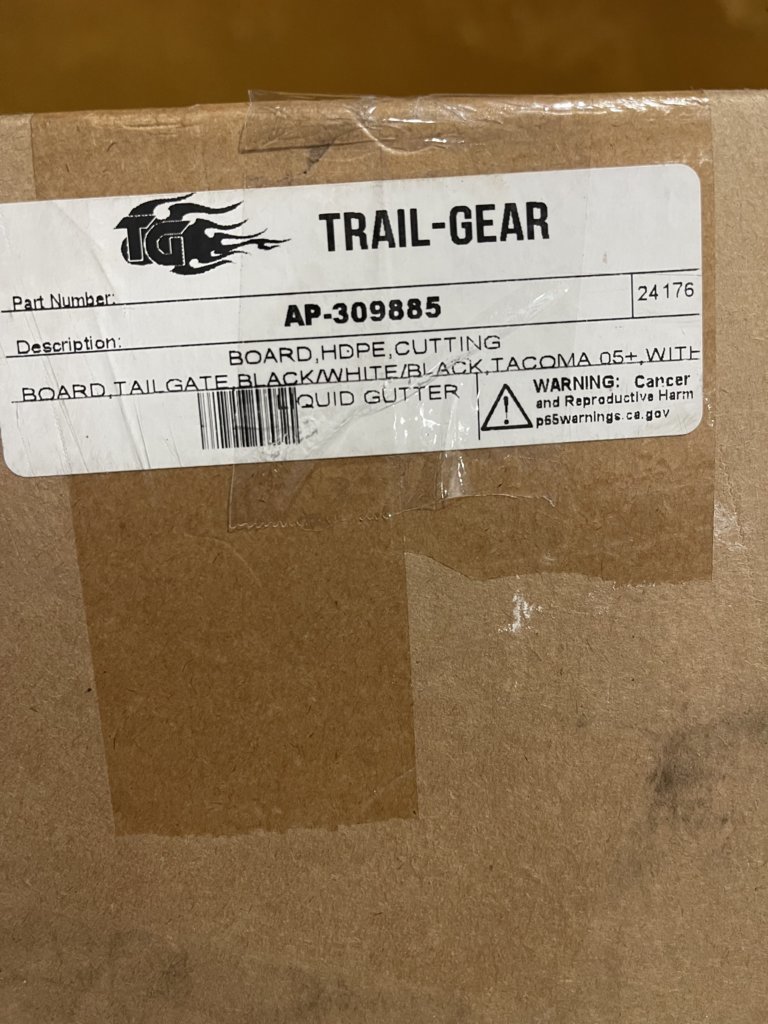 TG TRAIL-GEAR
Part Number:
AP-309885
24176
Description:
BOARD,HDPE,CUTTING
BOARD,TAILGATE,BLACK/WHITE/BLACK,TACOMA 05+,WITH
LIQUID GUTTER
WARNING: Cancer
and Reproductive Harm
p65warnings.ca.gov